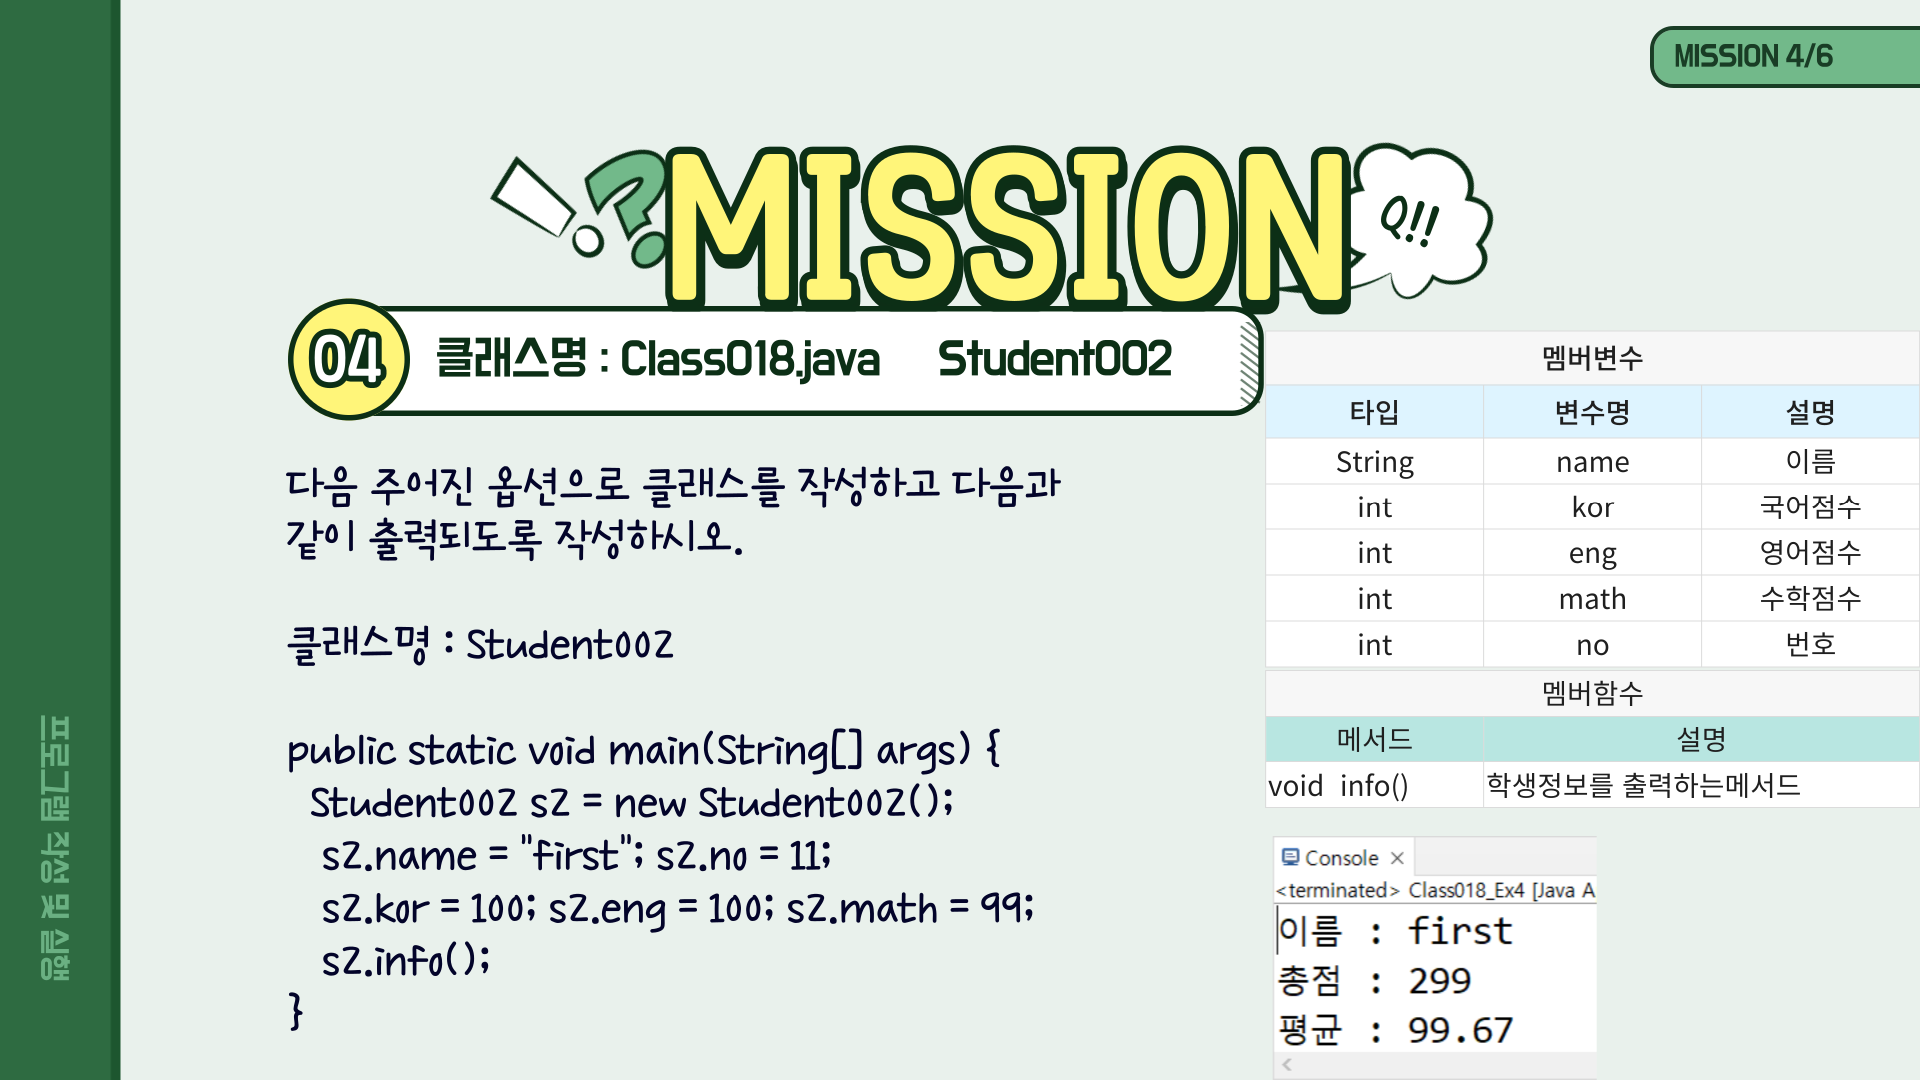 MISSION 4/6
MISSION
Q!!
04
클래스명 : Class018.java Student002
다음 주어진 옵션으로 클래스를 작성하고 다음과
같이 출력되도록 작성하시오.
클래스명 : Student002
public static void main(String[] args) {
Student002 s2 = new Student002();
s2.name = "first"; s2.no = 11;
s2.kor = 100; s2.eng = 100; s2.math = 99;
s2.info();
}
멤버변수
타입 변수명 설명
String name 이름
int kor 국어점수
int eng 영어점수
int math 수학점수
int no 번호
멤버함수
메서드 설명
void info() 학생정보를 출력하는메서드
Console
<terminated> Class018_Ex4 [Java A
이름 : first
총점 : 299
평균 : 99.67
프로그램 작성 및 실행